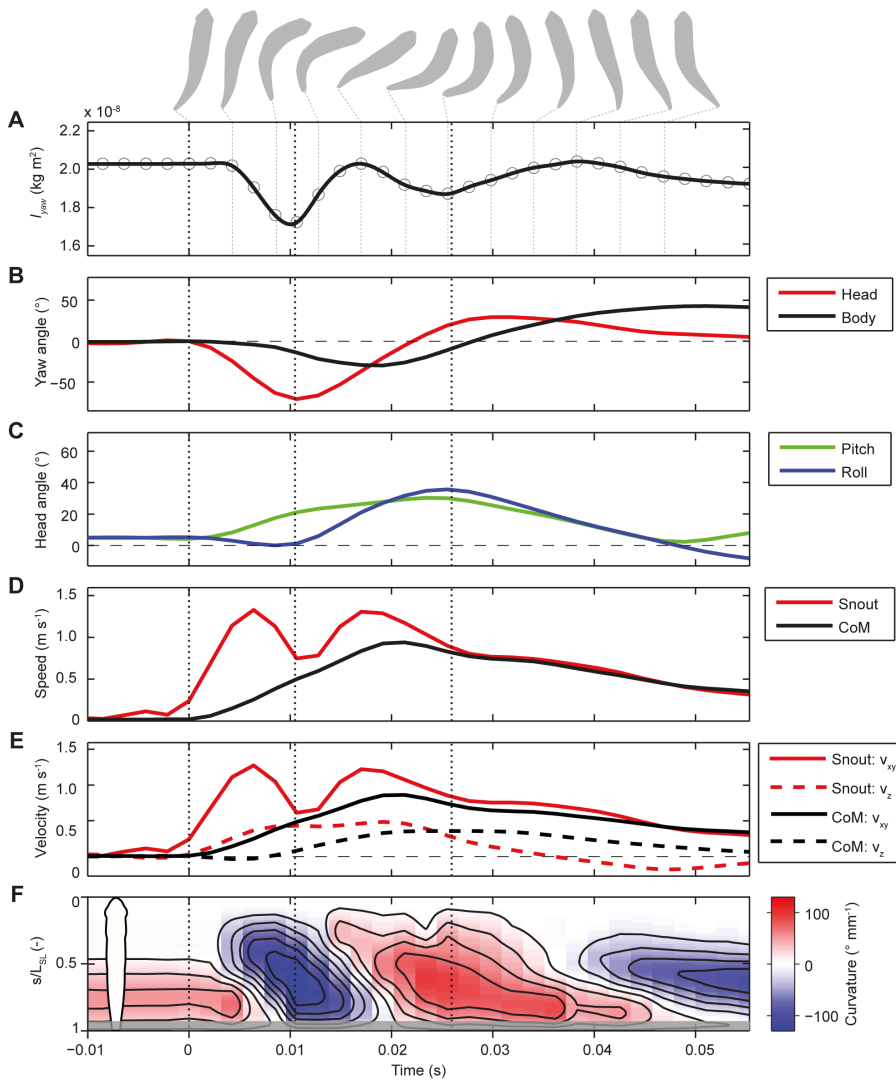 A
x 10⁻⁸
2.2
2.0
1.8
1.6
I_yaw (kg m²)
B
50
0
−50
Yaw angle (°)
Head
Body
C
60
40
20
0
Head angle (°)
Pitch
Roll
D
1.5
1.0
0.5
0
Speed (m s⁻¹)
Snout
CoM
E
1.5
1.0
0.5
0
Velocity (m s⁻¹)
Snout: v_xy
Snout: v_z
CoM: v_xy
CoM: v_z
F
0
0.5
1
s/L_SL (-)
100
0
−100
Curvature (° mm⁻¹)
−0.01 0 0.01 0.02 0.03 0.04 0.05
Time (s)